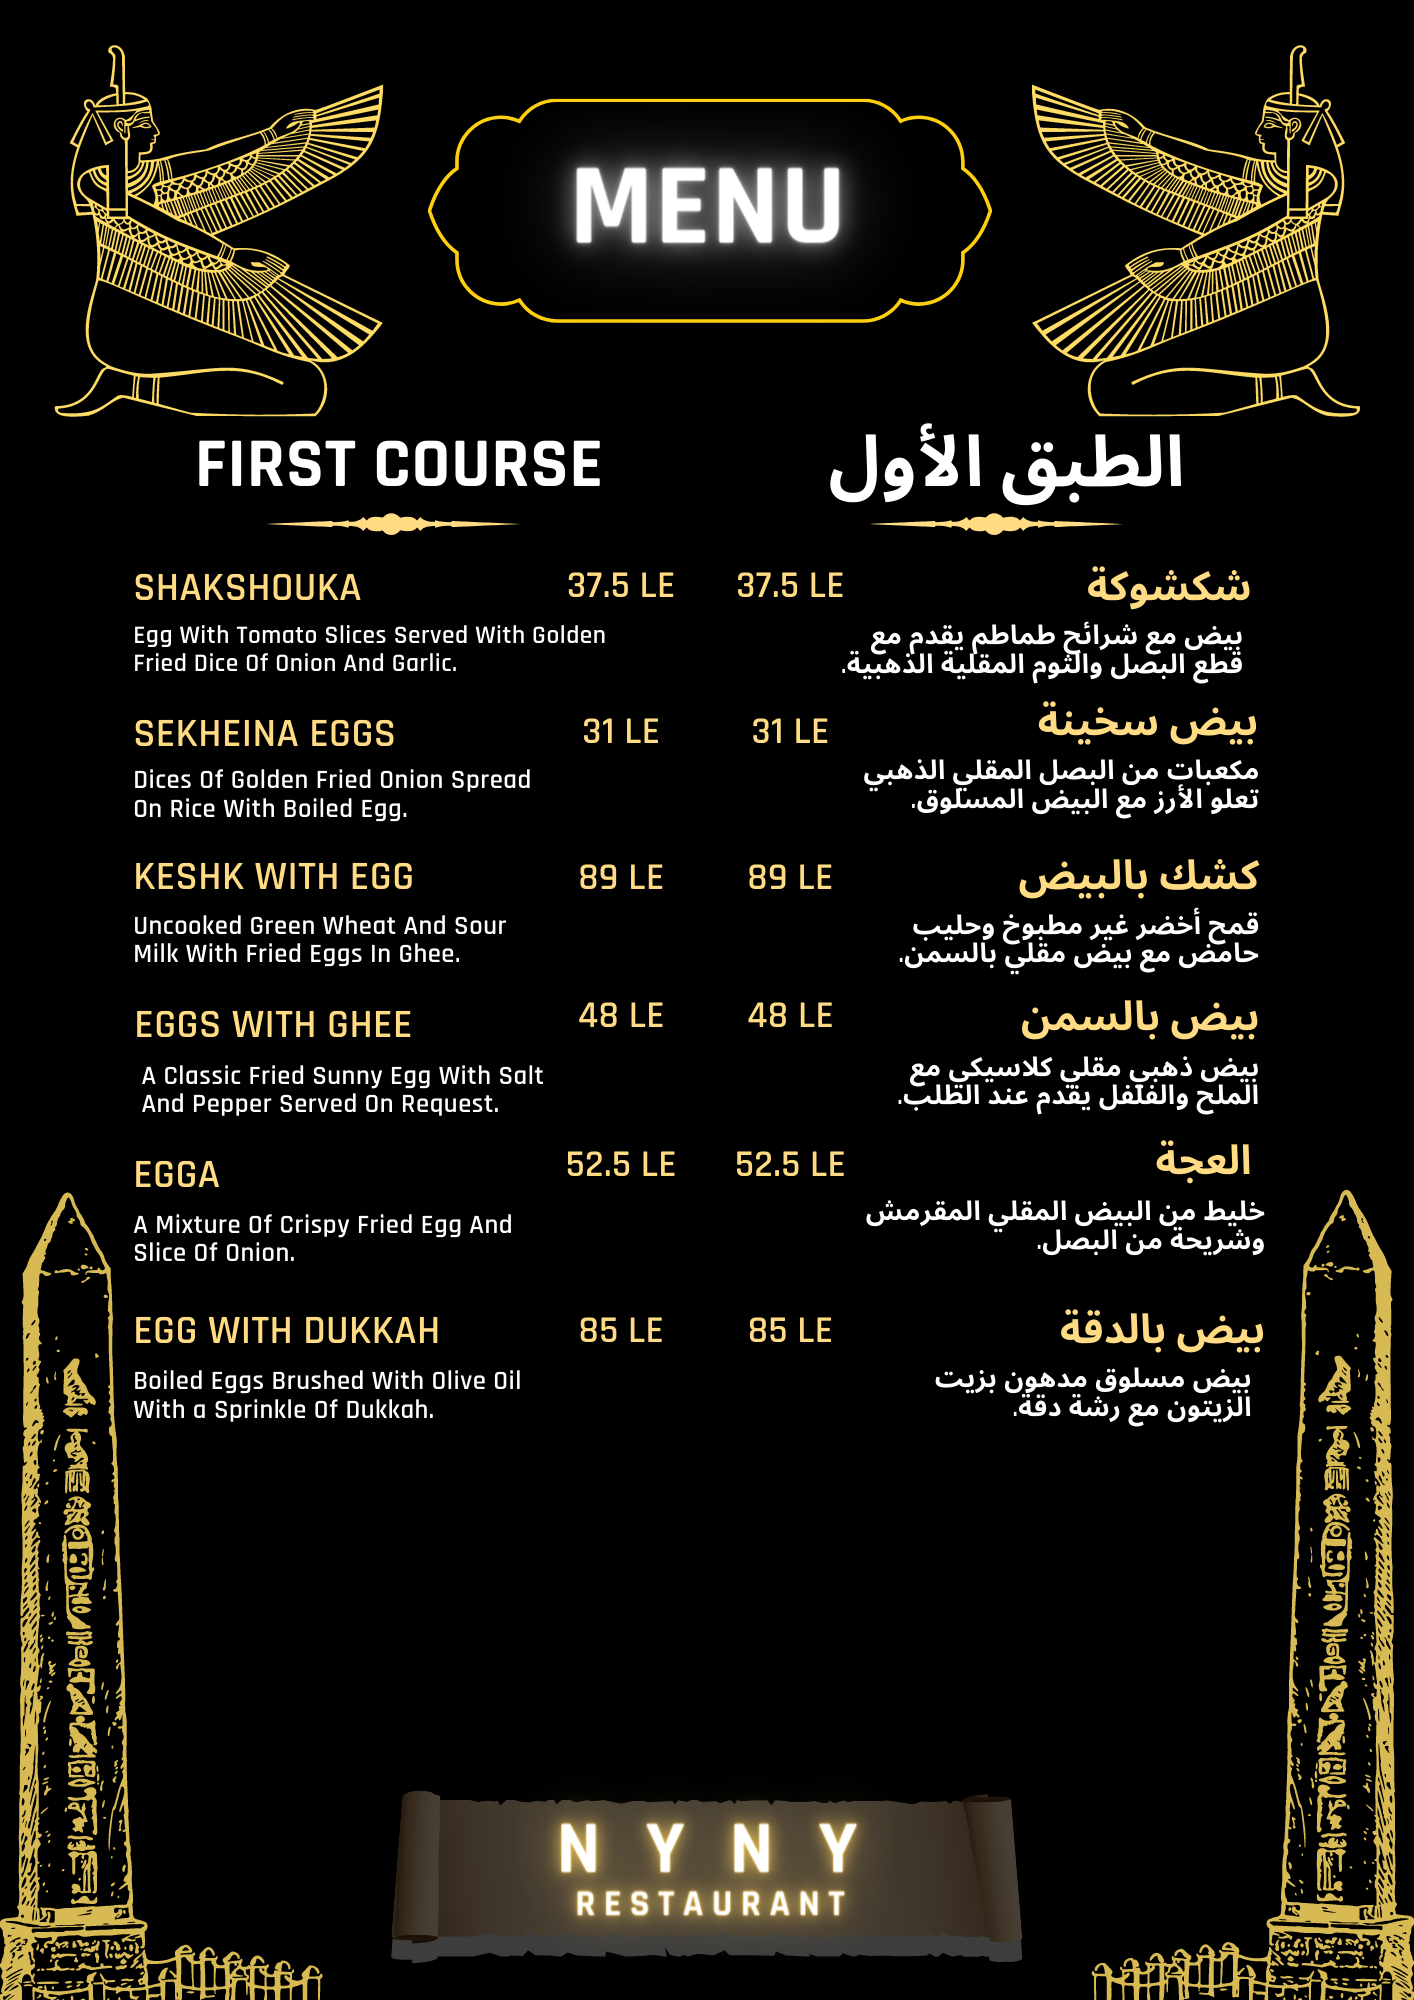 MENU
FIRST COURSE
الطبق الأول
SHAKSHOUKA
37.5 LE
37.5 LE
شكشوكة
Egg With Tomato Slices Served With Golden
Fried Dice Of Onion And Garlic.
بيض مع شرائح طماطم يقدم مع
قطع البصل والثوم المقلية الذهبية.
SEKHEINA EGGS
31 LE
31 LE
بيض سخينة
Dices Of Golden Fried Onion Spread
On Rice With Boiled Egg.
مكعبات من البصل المقلي الذهبي
تعلو الأرز مع البيض المسلوق.
KESHK WITH EGG
89 LE
89 LE
كشك بالبيض
Uncooked Green Wheat And Sour
Milk With Fried Eggs In Ghee.
قمح أخضر غير مطبوخ وحليب
حامض مع بيض مقلي بالسمن.
EGGS WITH GHEE
48 LE
48 LE
بيض بالسمن
A Classic Fried Sunny Egg With Salt
And Pepper Served On Request.
بيض ذهبي مقلي كلاسيكي مع
الملح والفلفل يقدم عند الطلب.
EGGA
52.5 LE
52.5 LE
العجة
A Mixture Of Crispy Fried Egg And
Slice Of Onion.
خليط من البيض المقلي المقرمش
وشريحة من البصل.
EGG WITH DUKKAH
85 LE
85 LE
بيض بالدقة
Boiled Eggs Brushed With Olive Oil
With a Sprinkle Of Dukkah.
بيض مسلوق مدهون بزيت
الزيتون مع رشة دقة.
NYNY
RESTAURANT